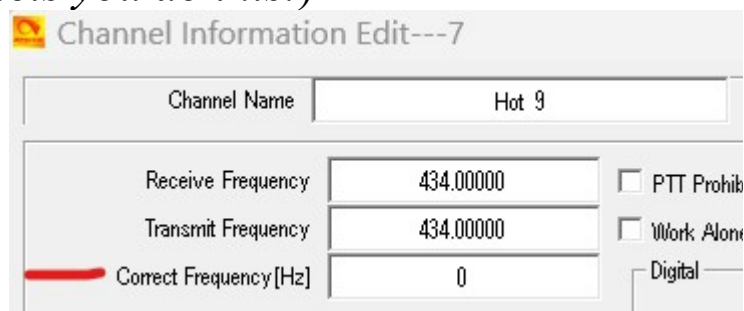 Channel Information Edit---7
Channel Name Hot 9
Receive Frequency 434.00000 PTT Prohib
Transmit Frequency 434.00000 Work Alone
Correct Frequency[Hz] 0 Digital